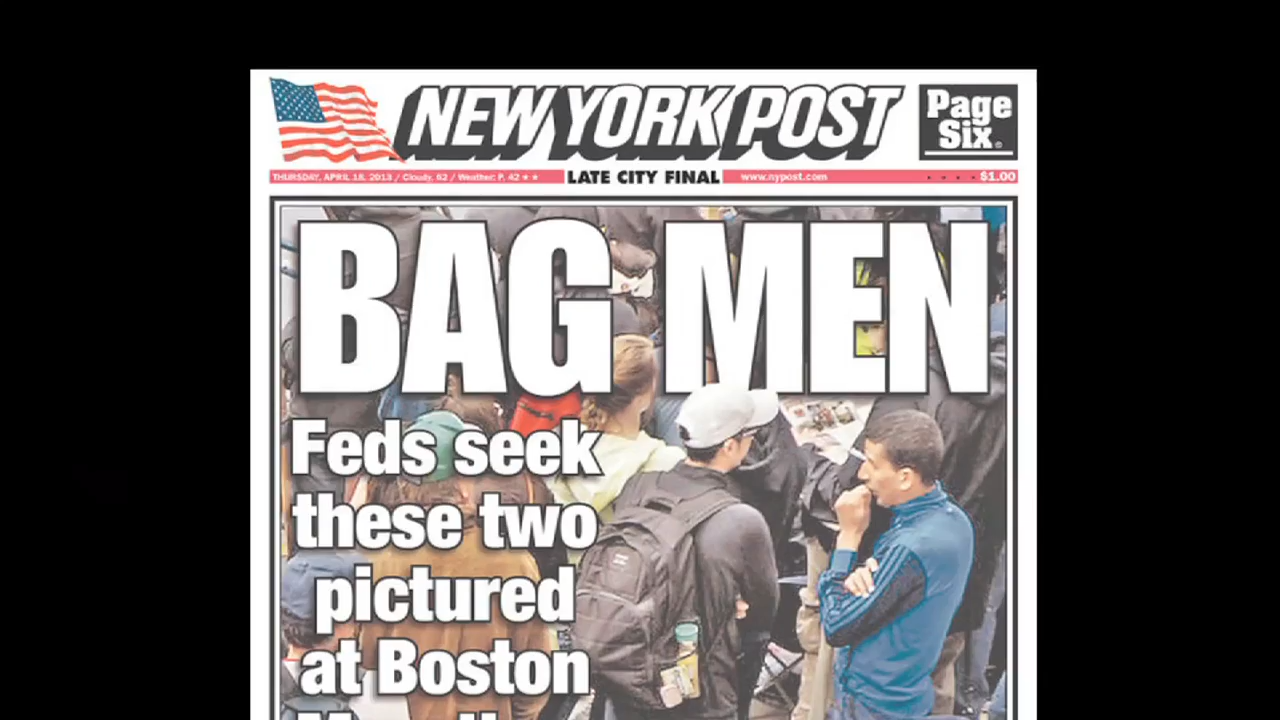 NEW YORK POST
Page
Six.
THURSDAY, APRIL 18, 2013 / Cloudy, 62 / Weather: P. 42 ★ ★
LATE CITY FINAL
www.nypost.com
$1.00
BAG MEN
Feds seek
these two
pictured
at Boston